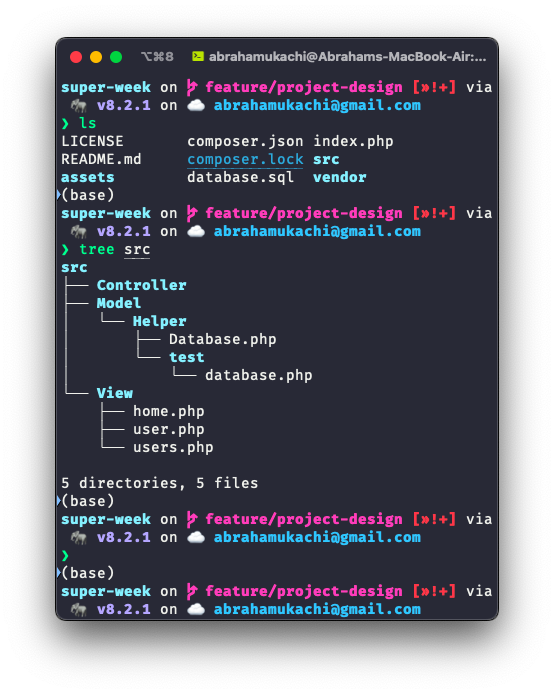 ⌥⌘8 abrahamukachi@Abrahams-MacBook-Air:...
super-week on feature/project-design [»!+] via
🐘 v8.2.1 on ☁️ abrahamukachi@gmail.com
❯ ls
LICENSE composer.json index.php
README.md composer.lock src
assets database.sql vendor
(base)
super-week on feature/project-design [»!+] via
🐘 v8.2.1 on ☁️ abrahamukachi@gmail.com
❯ tree src
src
├── Controller
├── Model
│   └── Helper
│       ├── Database.php
│       └── test
│           └── database.php
└── View
    ├── home.php
    ├── user.php
    └── users.php
5 directories, 5 files
(base)
super-week on feature/project-design [»!+] via
🐘 v8.2.1 on ☁️ abrahamukachi@gmail.com
❯
(base)
super-week on feature/project-design [»!+] via
🐘 v8.2.1 on ☁️ abrahamukachi@gmail.com